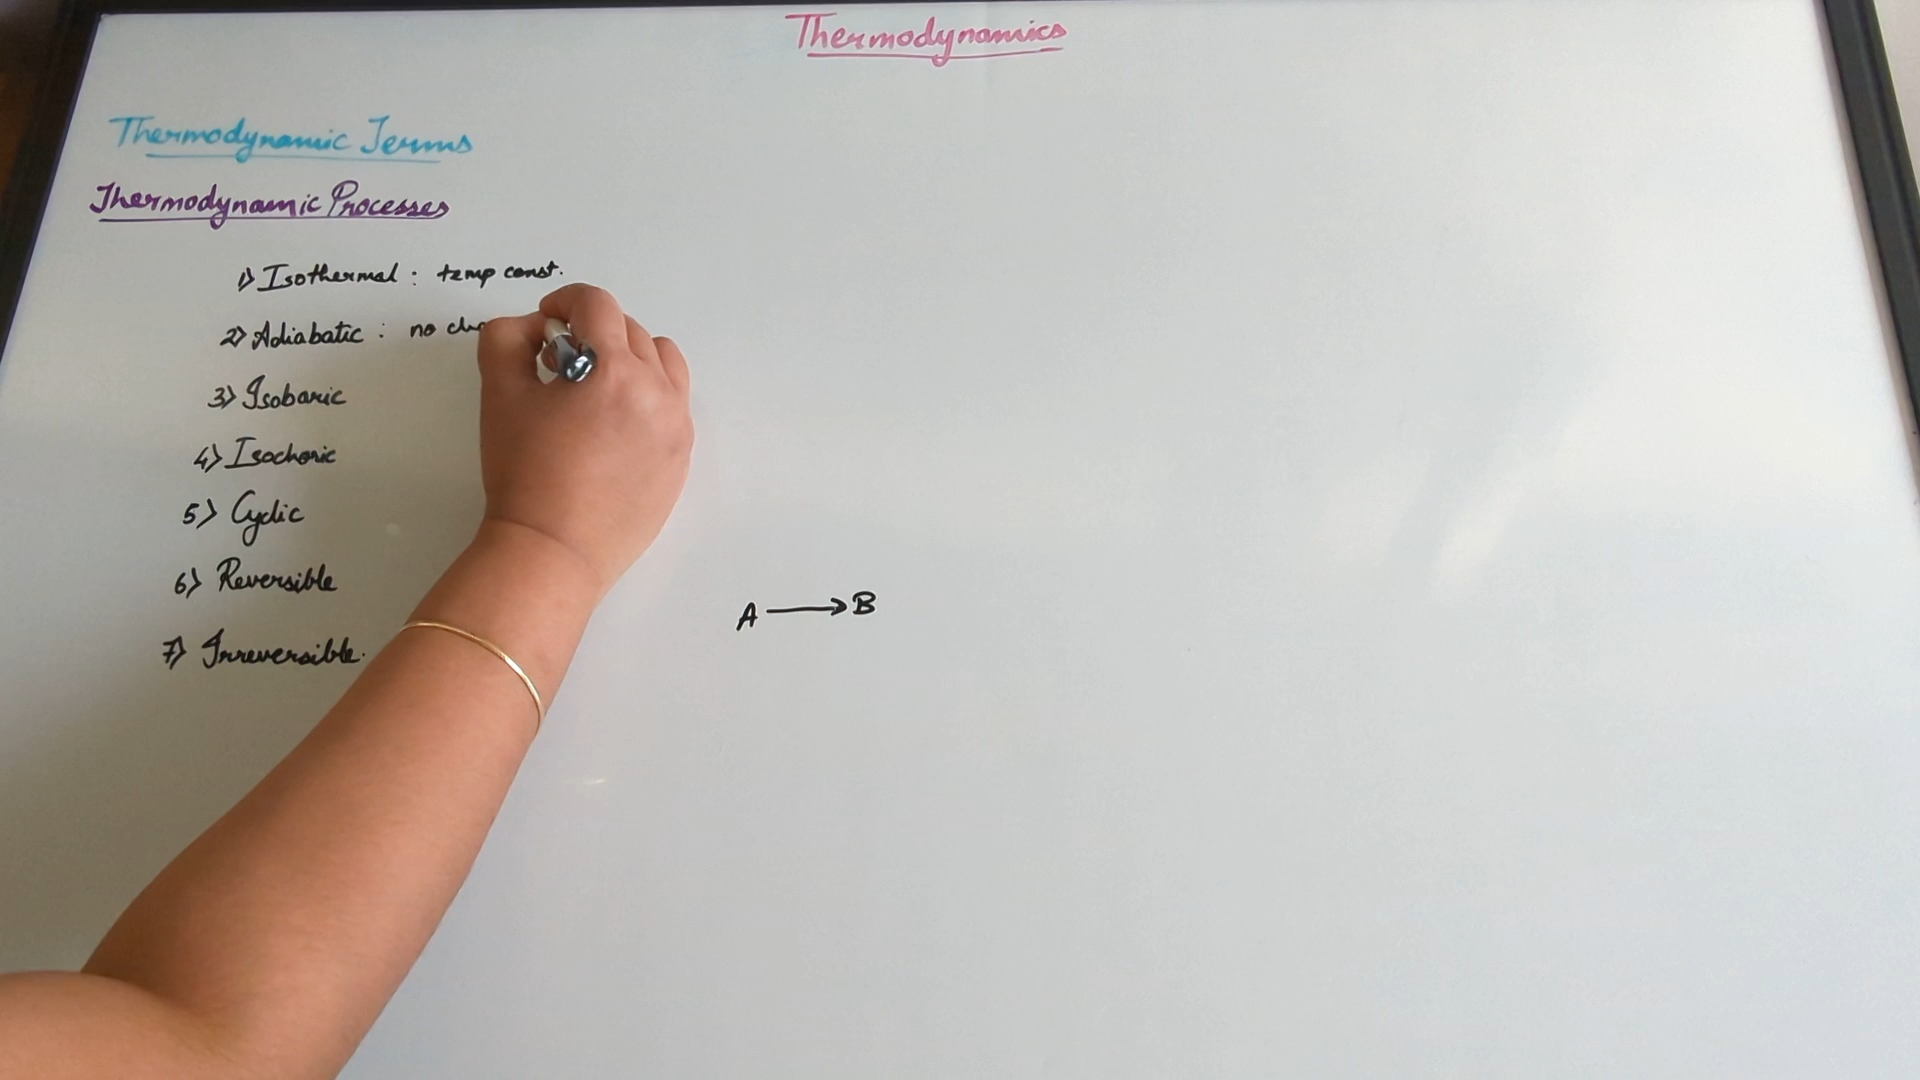 Thermodynamics
Thermodynamic Terms
Thermodynamic Processes
1) Isothermal : temp const.
2) Adiabatic : no
3) Isobaric
4) Isochoric
5) Cyclic
6) Reversible
7) Irreversible.
A → B